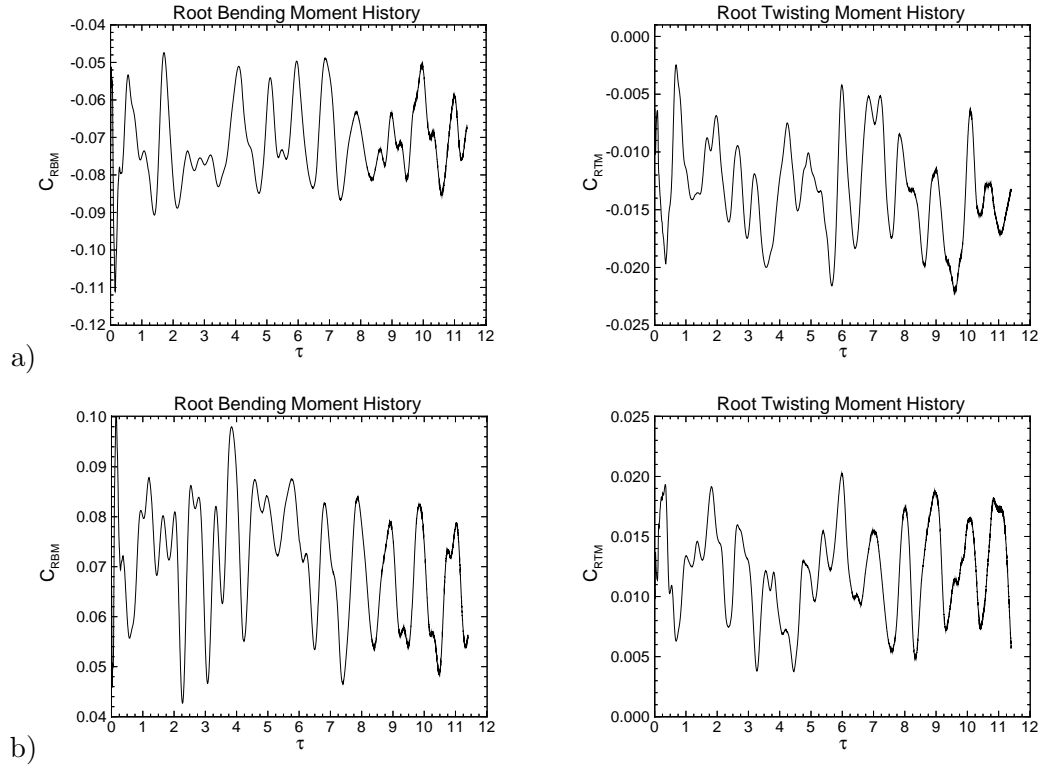 Root Bending Moment History
-0.04
-0.05
-0.06
-0.07
-0.08
-0.09
-0.10
-0.11
-0.12
C_RBM
0 1 2 3 4 5 6 7 8 9 10 11 12
τ
Root Twisting Moment History
0.000
-0.005
-0.010
-0.015
-0.020
-0.025
C_RTM
0 1 2 3 4 5 6 7 8 9 10 11 12
τ
a)
Root Bending Moment History
0.10
0.09
0.08
0.07
0.06
0.05
0.04
C_RBM
0 1 2 3 4 5 6 7 8 9 10 11 12
τ
Root Twisting Moment History
0.025
0.020
0.015
0.010
0.005
0.000
C_RTM
0 1 2 3 4 5 6 7 8 9 10 11 12
τ
b)